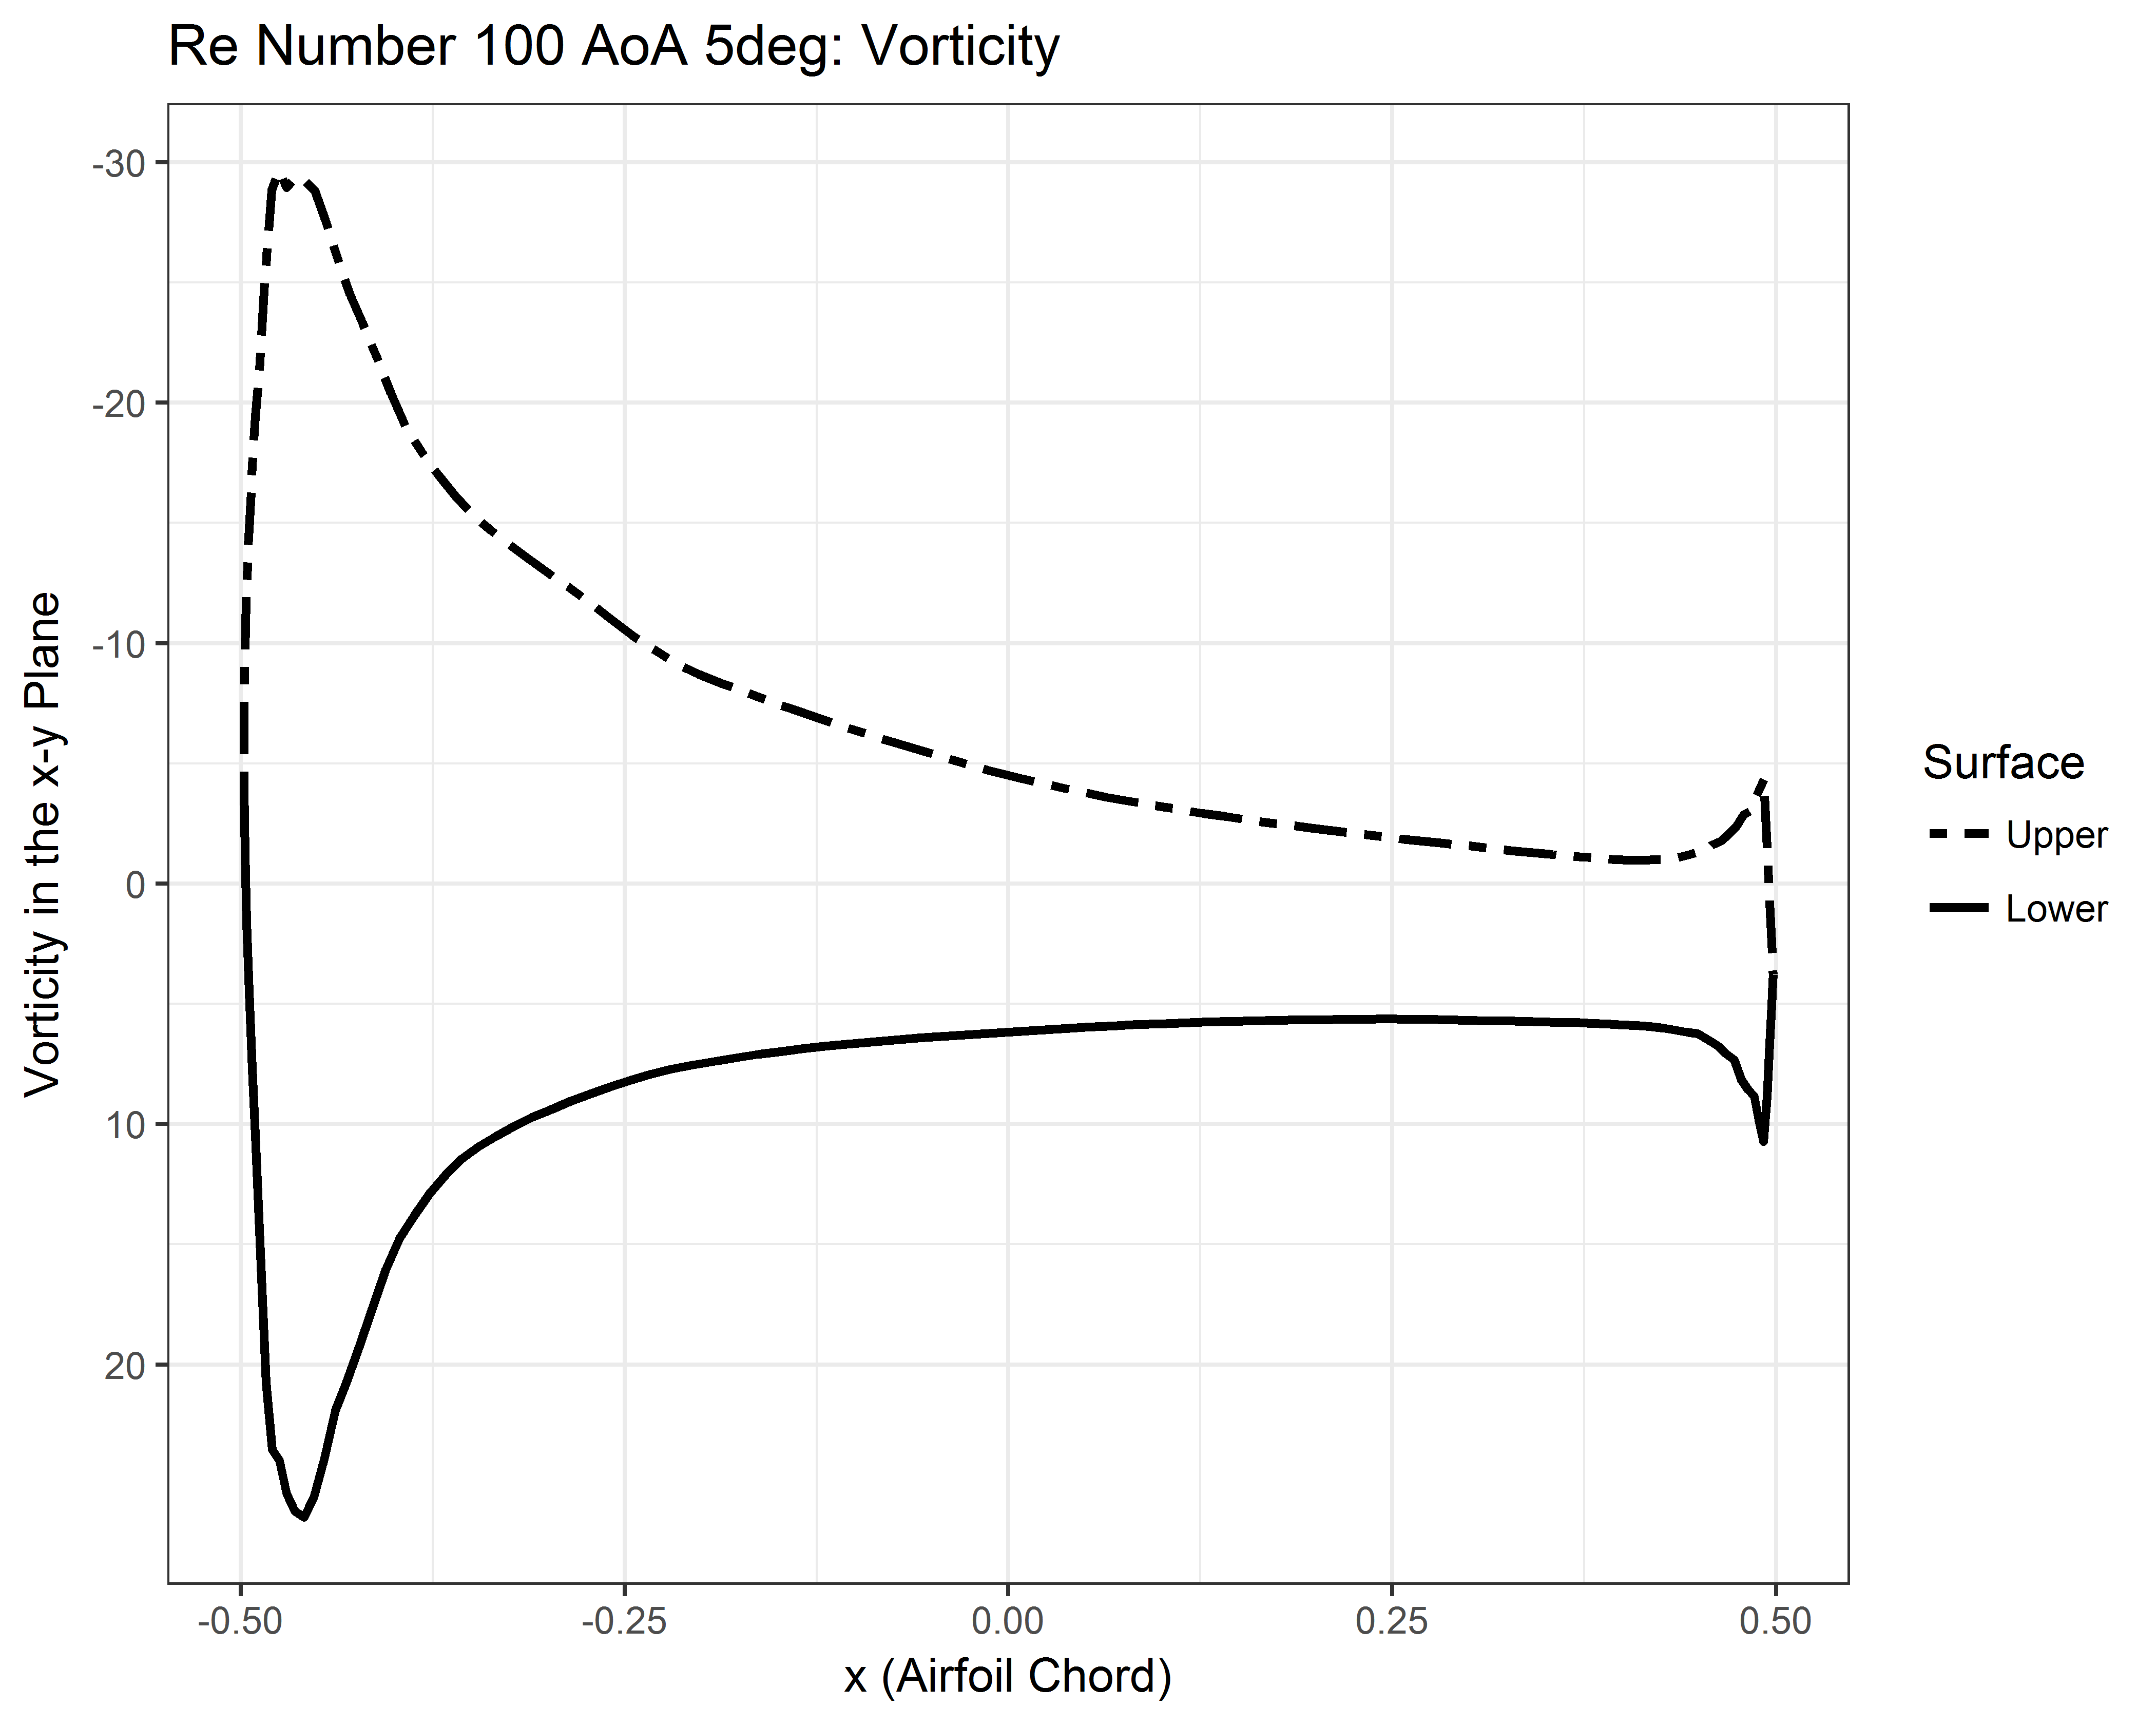 Re Number 100 AoA 5deg: Vorticity
-30
-20
-10
0
10
20
Vorticity in the x-y Plane
-0.50
-0.25
0.00
0.25
0.50
x (Airfoil Chord)
Surface
Upper
Lower